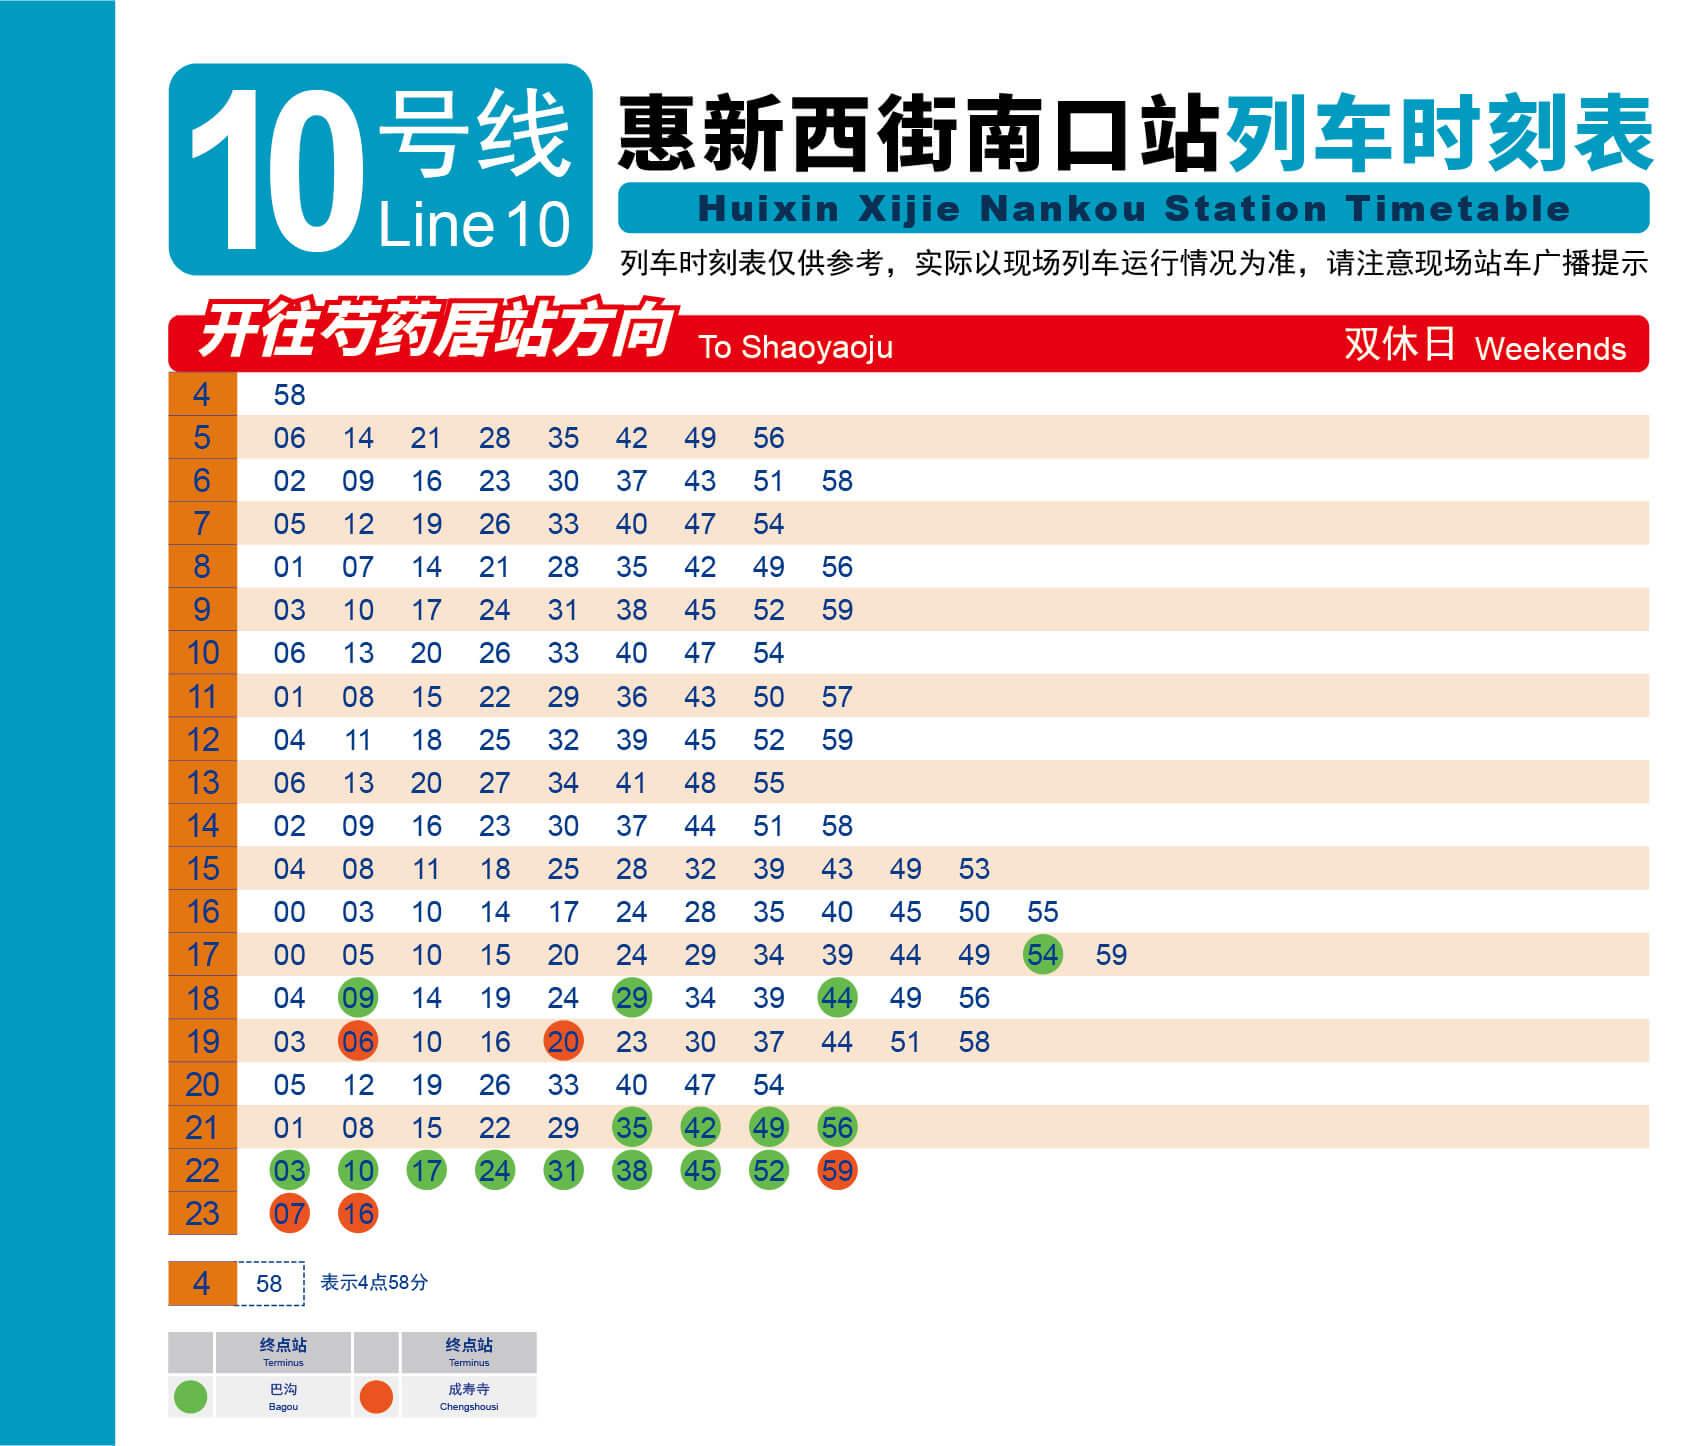 10号线
Line 10
惠新西街南口站列车时刻表
Huixin Xijie Nankou Station Timetable
列车时刻表仅供参考，实际以现场列车运行情况为准，请注意现场站车广播提示
开往芍药居站方向 To Shaoyaoju 双休日 Weekends
4 58
5 06 14 21 28 35 42 49 56
6 02 09 16 23 30 37 43 51 58
7 05 12 19 26 33 40 47 54
8 01 07 14 21 28 35 42 49 56
9 03 10 17 24 31 38 45 52 59
10 06 13 20 26 33 40 47 54
11 01 08 15 22 29 36 43 50 57
12 04 11 18 25 32 39 45 52 59
13 06 13 20 27 34 41 48 55
14 02 09 16 23 30 37 44 51 58
15 04 08 11 18 25 28 32 39 43 49 53
16 00 03 10 14 17 24 28 35 40 45 50 55
17 00 05 10 15 20 24 29 34 39 44 49 54 59
18 04 09 14 19 24 29 34 39 44 49 56
19 03 06 10 16 20 23 30 37 44 51 58
20 05 12 19 26 33 40 47 54
21 01 08 15 22 29 35 42 49 56
22 03 10 17 24 31 38 45 52 59
23 07 16
4 58 表示4点58分
终点站 终点站
Terminus Terminus
巴沟 成寿寺
Bagou Chengshousi